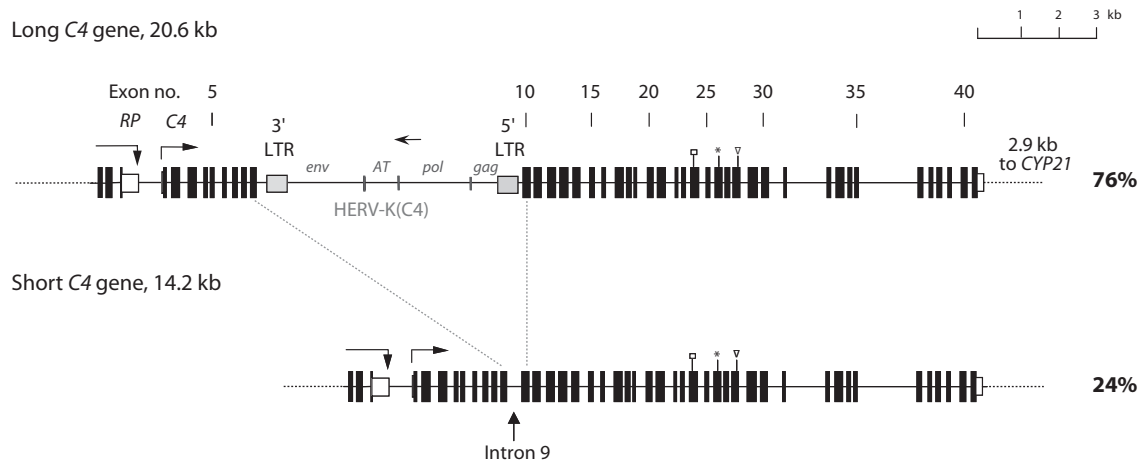 Long C4 gene, 20.6 kb
1 2 3 kb
Exon no. 5 10 15 20 25 30 35 40
RP C4
3' LTR
env AT pol gag
5' LTR
* 
2.9 kb to CYP21
76%
HERV-K(C4)
Short C4 gene, 14.2 kb
*
24%
Intron 9